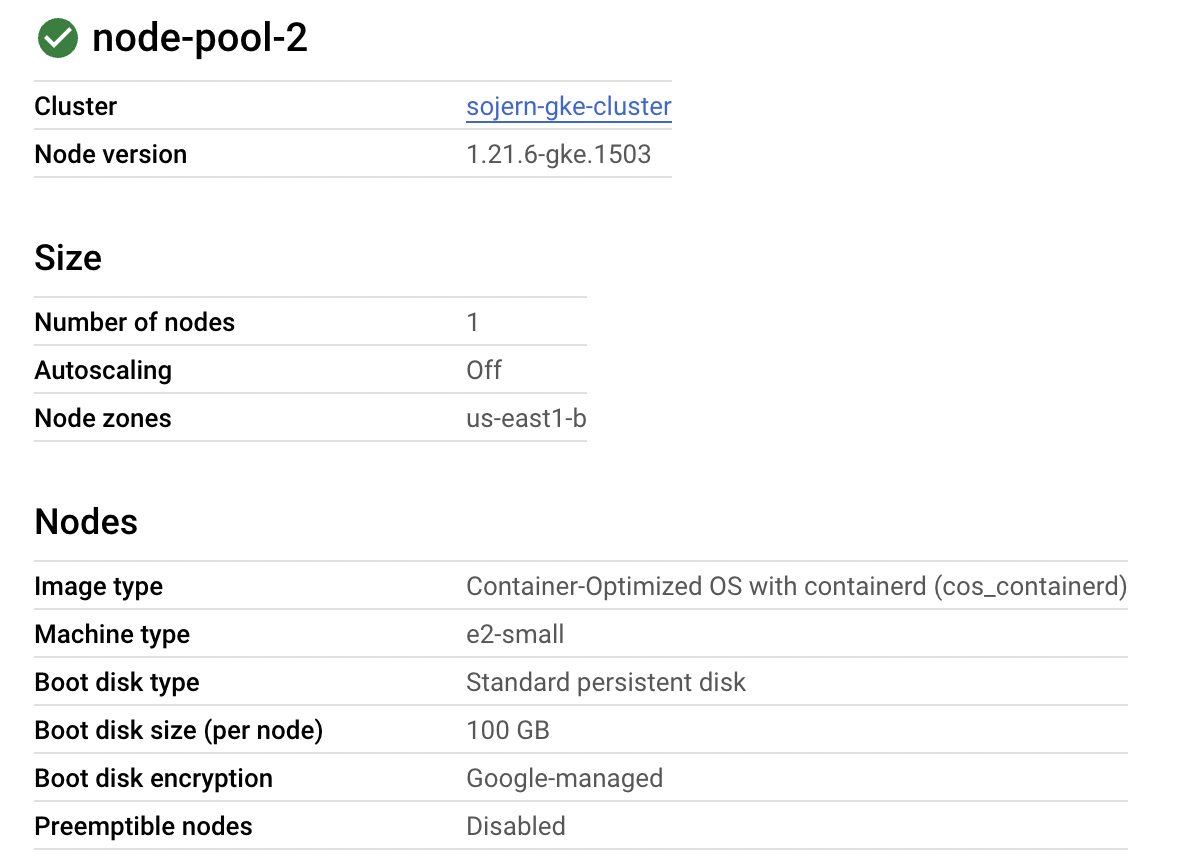 node-pool-2
Cluster sojern-gke-cluster
Node version 1.21.6-gke.1503
Size
Number of nodes 1
Autoscaling Off
Node zones us-east1-b
Nodes
Image type Container-Optimized OS with containerd (cos_containerd)
Machine type e2-small
Boot disk type Standard persistent disk
Boot disk size (per node) 100 GB
Boot disk encryption Google-managed
Preemptible nodes Disabled